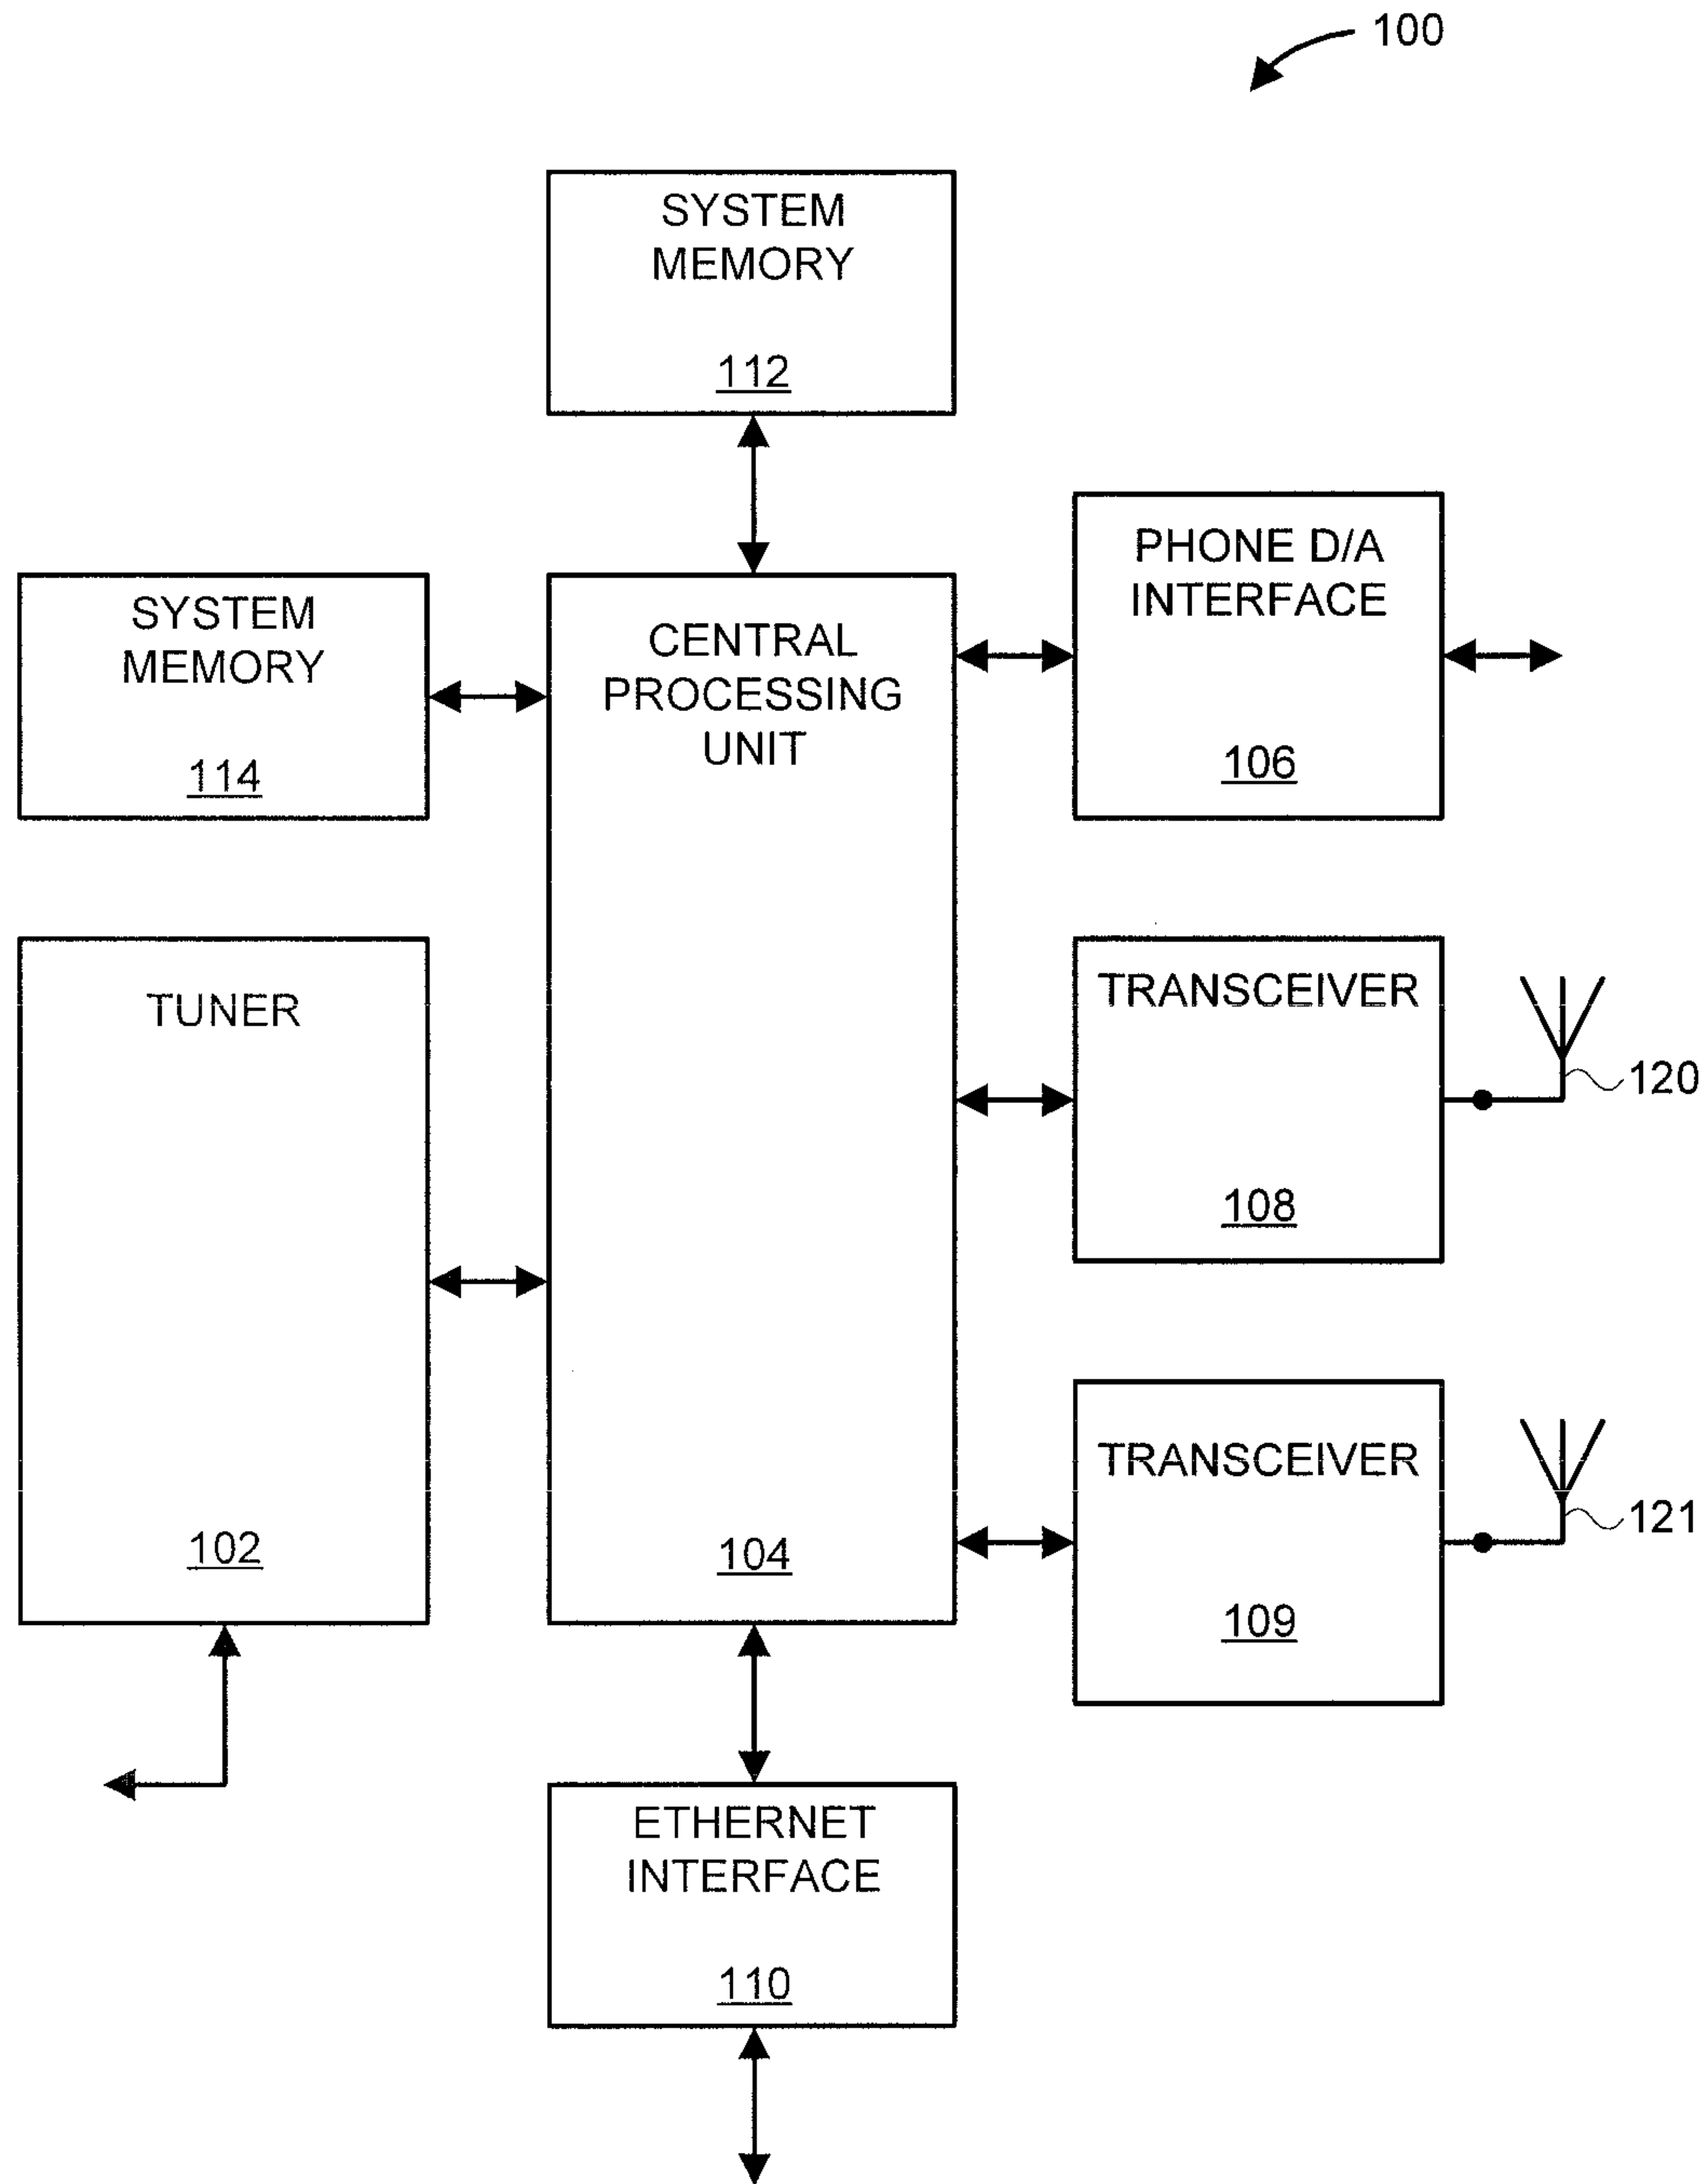 100
SYSTEM
MEMORY
112
PHONE D/A
INTERFACE
106
SYSTEM
MEMORY
114
CENTRAL
PROCESSING
UNIT
104
TUNER
102
TRANSCEIVER
108
120
TRANSCEIVER
109
121
ETHERNET
INTERFACE
110